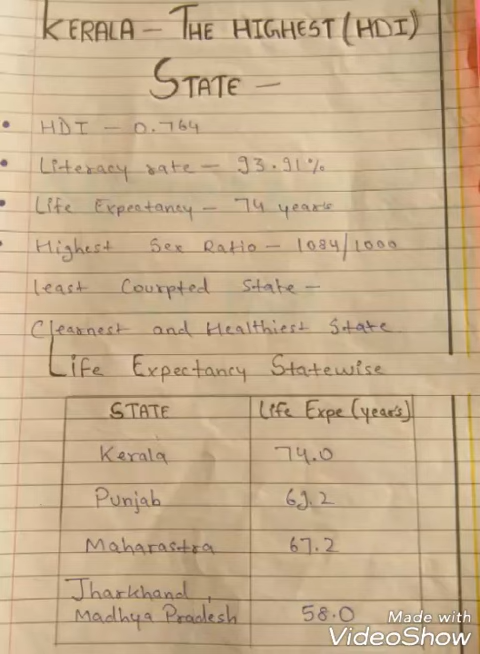 KERALA – THE HIGHEST (HDI)
STATE –
• HDI – 0.764
• Literacy rate – 93.91%
• Life Expectancy – 74 years
• Highest Sex Ratio – 1084/1000
Least Courpted State –
Clearnest and Healthiest State
Life Expectancy Statewise
STATE Life Expe (years)
Kerala 74.0
Punjab 69.2
Maharastra 67.2
Jharkhand,
Madhya Pradesh 58.0
Made with
VideoShow